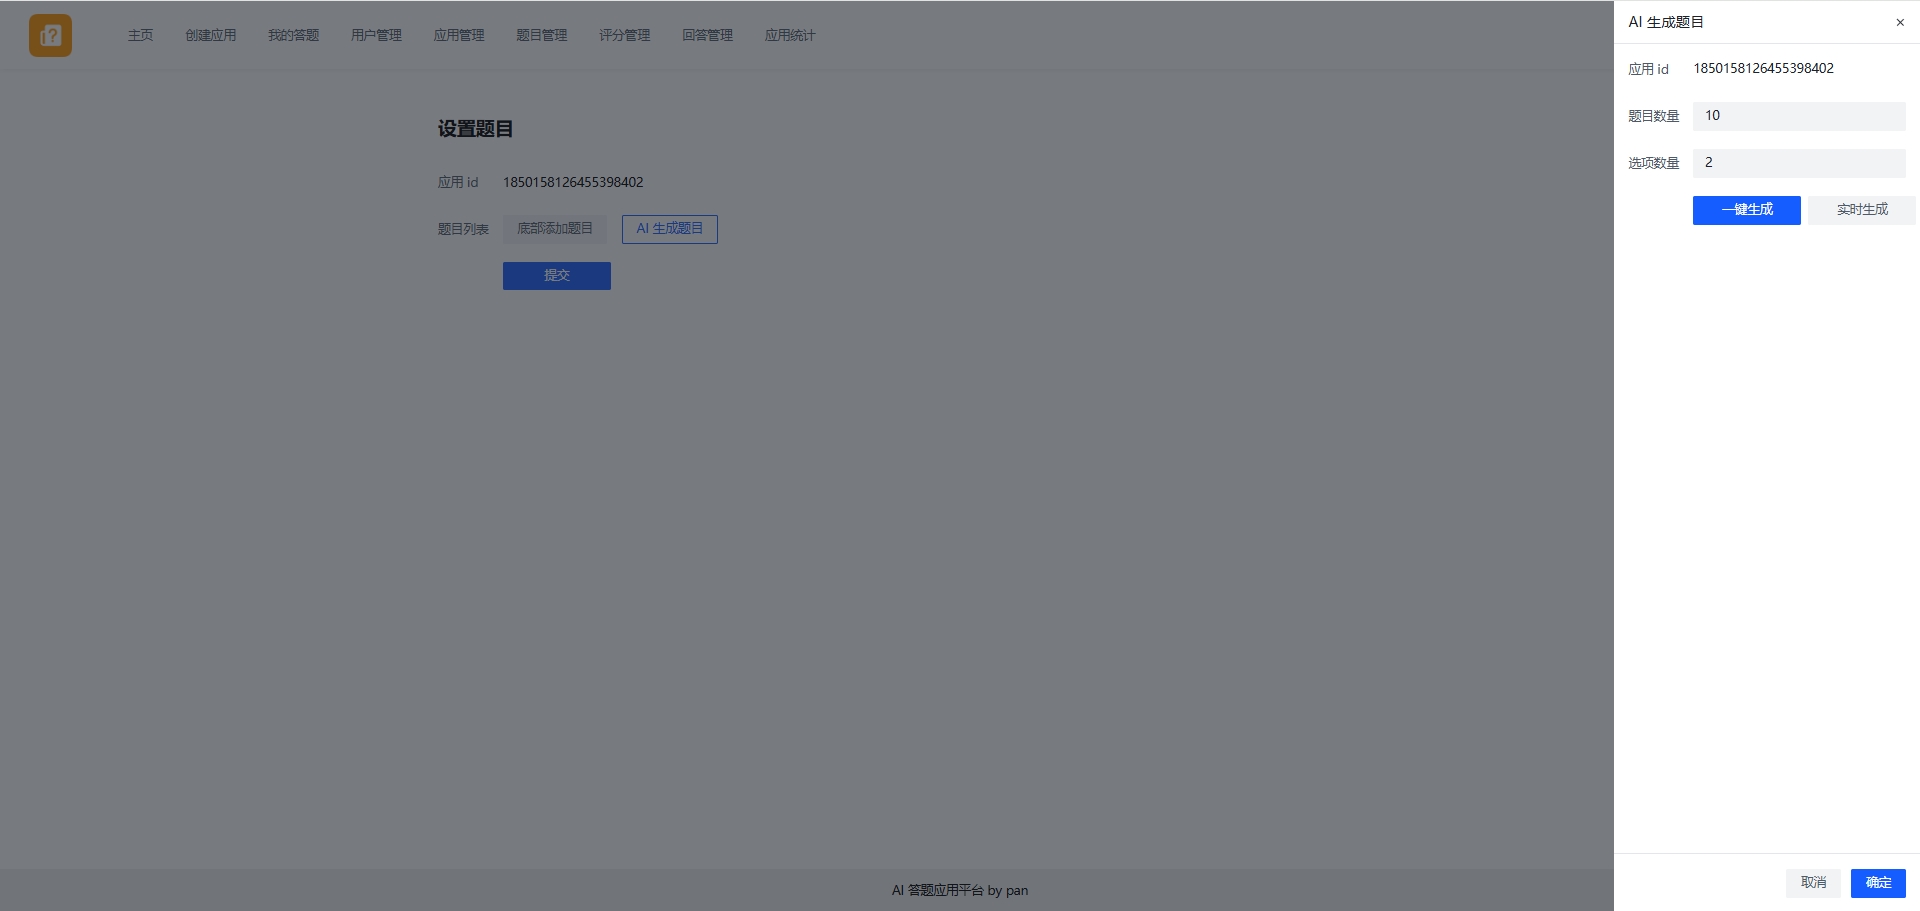 主页 创建应用 我的答题 用户管理 应用管理 题目管理 评分管理 回答管理 应用统计
设置题目
应用 id 1850158126455398402
题目列表 底部添加题目 AI 生成题目
提交
AI 答题应用平台 by pan
AI 生成题目 ×
应用 id 1850158126455398402
题目数量 10
选项数量 2
一键生成 实时生成
取消 确定